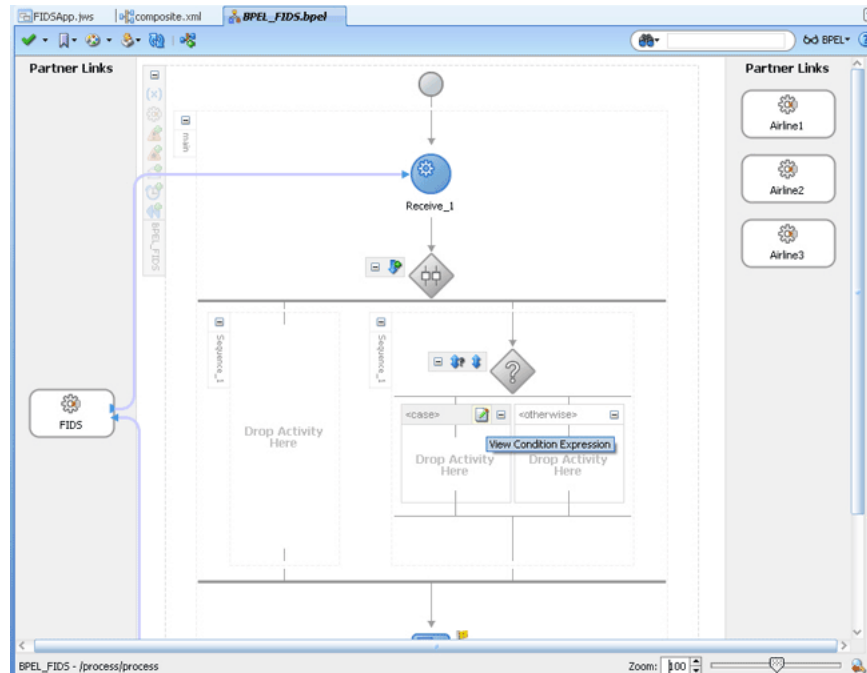 FIDSApp.jws
composite.xml
BPEL_FIDS.bpel
BPEL
Partner Links
Partner Links
(x)
main
Airline1
Receive_1
Airline2
BPEL_FIDS
Airline3
Sequence_1
Sequence_1
FIDS
<case>
<otherwise>
Drop Activity
Here
View Condition Expression
Drop Activity
Here
Drop Activity
Here
BPEL_FIDS - /process/process
Zoom: 100